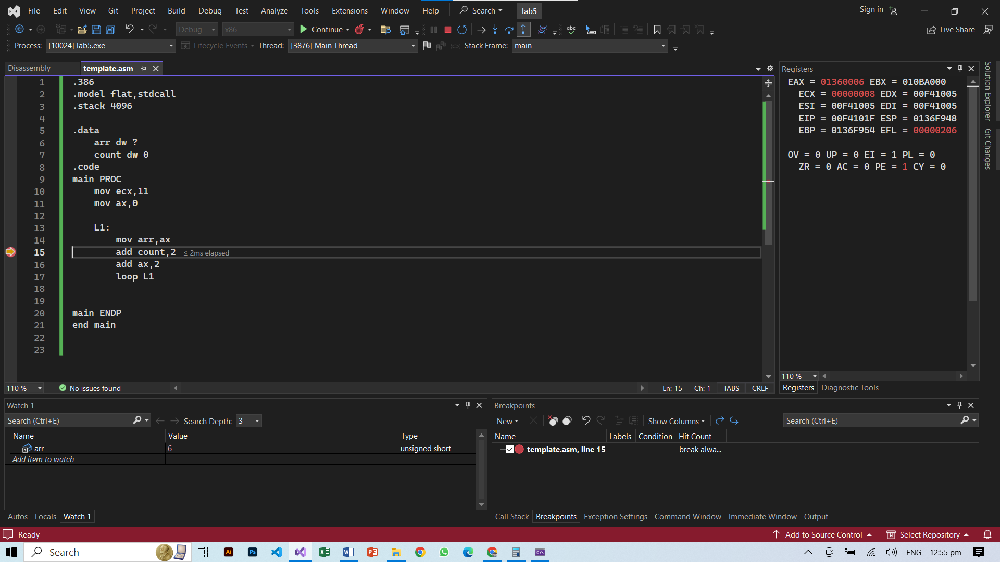 File Edit View Git Project Build Debug Test Analyze Tools Extensions Window Help Search lab5 Sign in
Debug x86 Continue abc Live Share
Process: [10024] lab5.exe Lifecycle Events Thread: [3876] Main Thread Stack Frame: main
Disassembly template.asm
1 .386
2 .model flat,stdcall
3 .stack 4096
4
5 .data
6 arr dw ?
7 count dw 0
8 .code
9 main PROC
10 mov ecx,11
11 mov ax,0
12
13 L1:
14 mov arr,ax
15 add count,2 ≤ 2ms elapsed
16 add ax,2
17 loop L1
18
19
20 main ENDP
21 end main
22
23
110 % No issues found Ln: 15 Ch: 1 TABS CRLF
Registers
EAX = 01360006 EBX = 010BA000
ECX = 00000008 EDX = 00F41005
ESI = 00F41005 EDI = 00F41005
EIP = 00F4101F ESP = 0136F948
EBP = 0136F954 EFL = 00000206
OV = 0 UP = 0 EI = 1 PL = 0
ZR = 0 AC = 0 PE = 1 CY = 0
110 %
Registers Diagnostic Tools
Solution Explorer
Git Changes
Watch 1
Search (Ctrl+E) Search Depth: 3
Name Value Type
arr 6 unsigned short
Add item to watch
Autos Locals Watch 1
Breakpoints
New Show Columns Search (Ctrl+E)
Name Labels Condition Hit Count
template.asm, line 15 break alwa...
Call Stack Breakpoints Exception Settings Command Window Immediate Window Output
Ready Add to Source Control Select Repository
Search Ai Ps ENG 12:55 pm